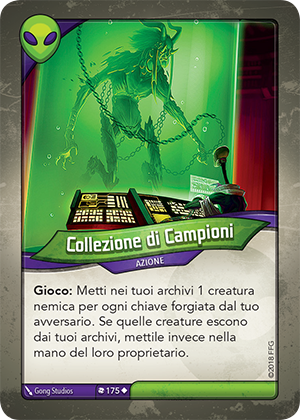 Collezione di Campioni
AZIONE
Gioco: Metti nei tuoi archivi 1 creatura
nemica per ogni chiave forgiata dal tuo
avversario. Se quelle creature escono
dai tuoi archivi, mettile invece nella
mano del loro proprietario.
©2018 FFG
Gong Studios
175